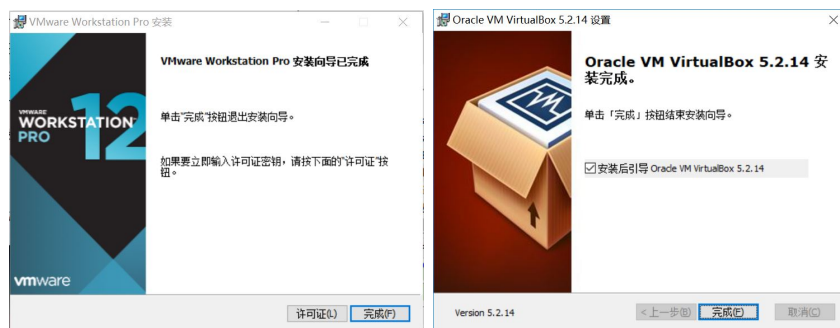 VMware Workstation Pro 安装
VMware Workstation Pro 安装向导已完成
单击"完成"按钮退出安装向导。
如果要立即输入许可证密钥，请按下面的"许可证"按
钮。
VMWARE
WORKSTATION
PRO
12
vmware
许可证(L)
完成(F)
Oracle VM VirtualBox 5.2.14 设置
Oracle VM VirtualBox 5.2.14 安
装完成。
单击「完成」按钮结束安装向导。
安装后引导 Oracle VM VirtualBox 5.2.14
Version 5.2.14
<上一步(B)
完成(F)
取消(C)